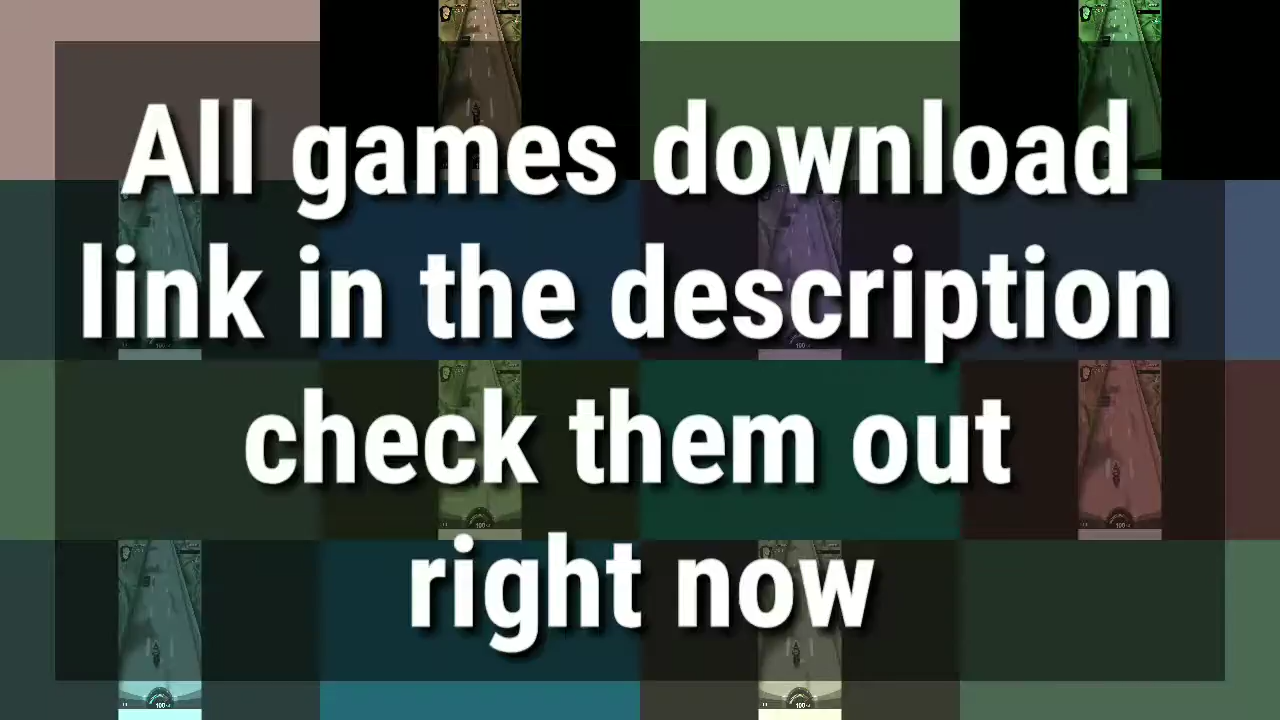 All games download
link in the description
check them out
right now